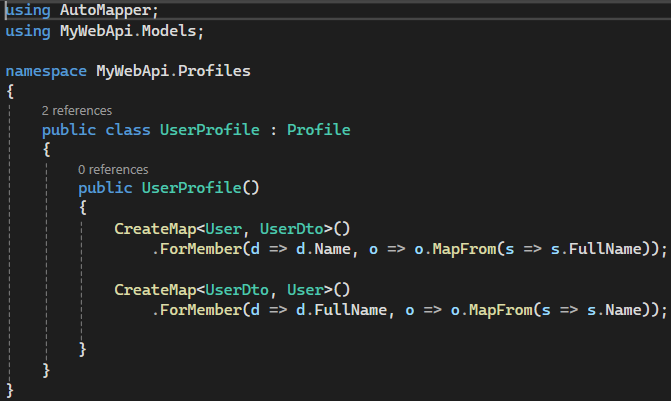 using AutoMapper;
using MyWebApi.Models;
namespace MyWebApi.Profiles
{
2 references
public class UserProfile : Profile
{
0 references
public UserProfile()
{
CreateMap<User, UserDto>()
.ForMember(d => d.Name, o => o.MapFrom(s => s.FullName));
CreateMap<UserDto, User>()
.ForMember(d => d.FullName, o => o.MapFrom(s => s.Name));
}
}
}